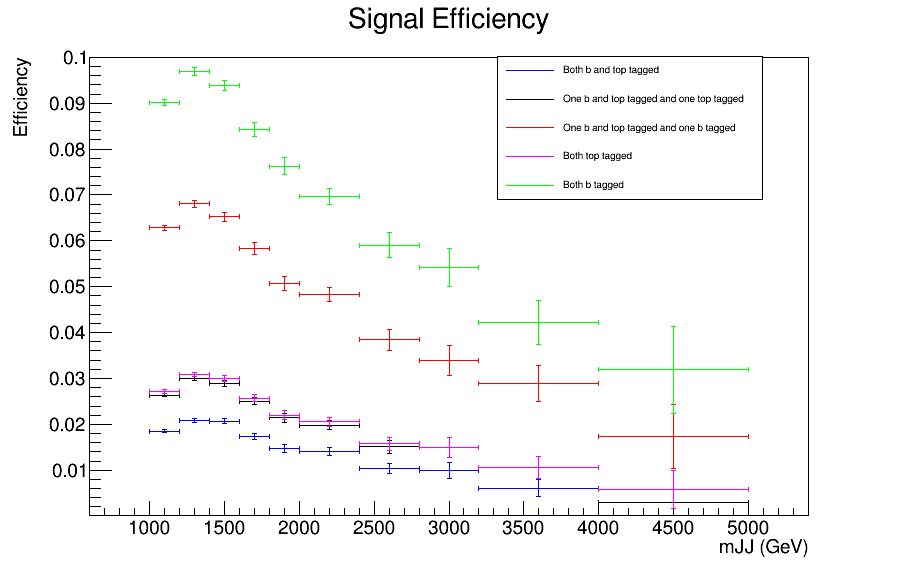 Signal Efficiency
Efficiency
0.1
0.09
0.08
0.07
0.06
0.05
0.04
0.03
0.02
0.01
Both b and top tagged
One b and top tagged and one top tagged
One b and top tagged and one b tagged
Both top tagged
Both b tagged
1000 1500 2000 2500 3000 3500 4000 4500 5000
mJJ (GeV)